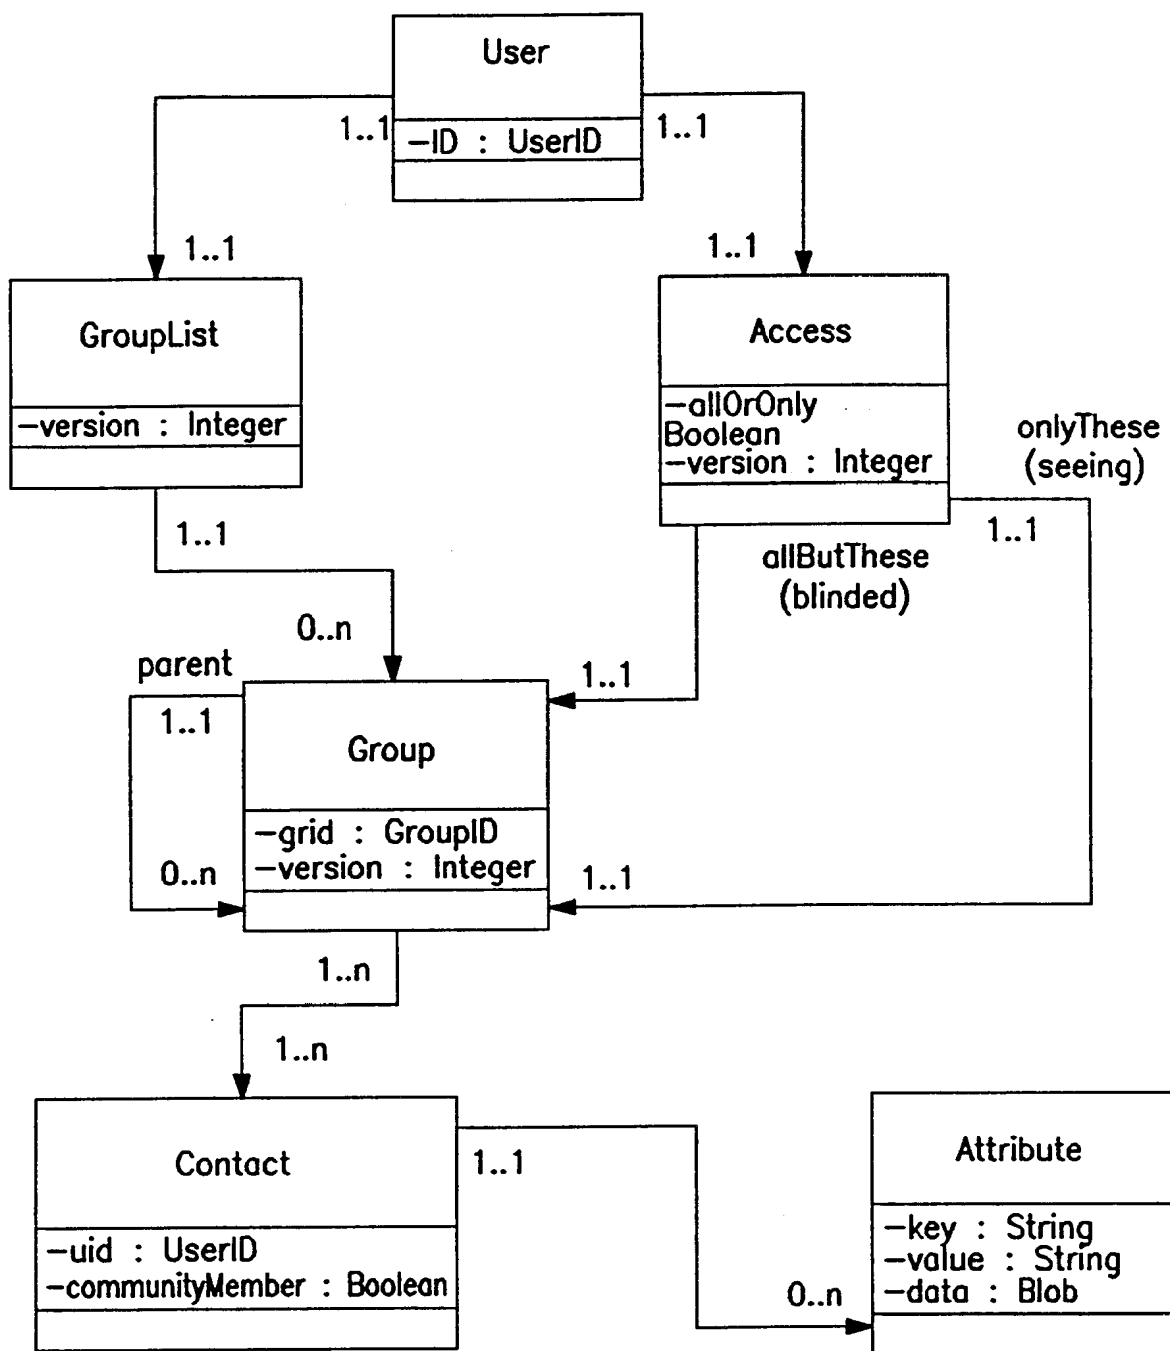 User
1..1
-ID : UserID
1..1
1..1
1..1
GroupList
-version : Integer
Access
-allOrOnly
Boolean
-version : Integer
onlyThese
(seeing)
1..1
1..1
allButThese
(blinded)
0..n
parent
1..1
1..1
Group
-grid : GroupID
-version : Integer
0..n
1..1
1..n
1..n
Contact
-uid : UserID
-communityMember : Boolean
1..1
Attribute
-key : String
-value : String
-data : Blob
0..n